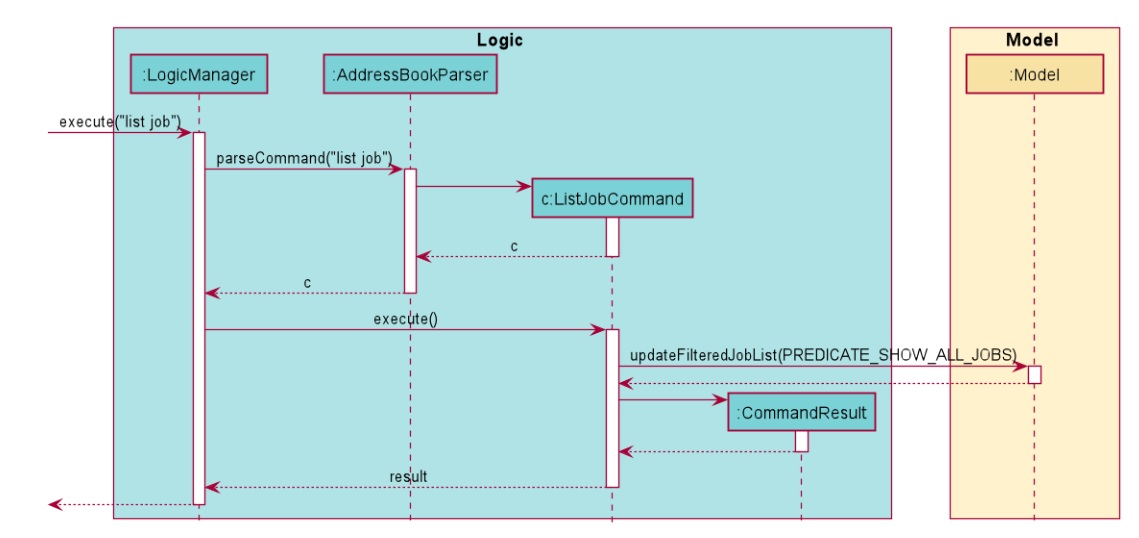 Logic
Model
:LogicManager
:AddressBookParser
:Model
execute("list job")
parseCommand("list job")
c:ListJobCommand
c
c
execute()
updateFilteredJobList(PREDICATE_SHOW_ALL_JOBS)
:CommandResult
result